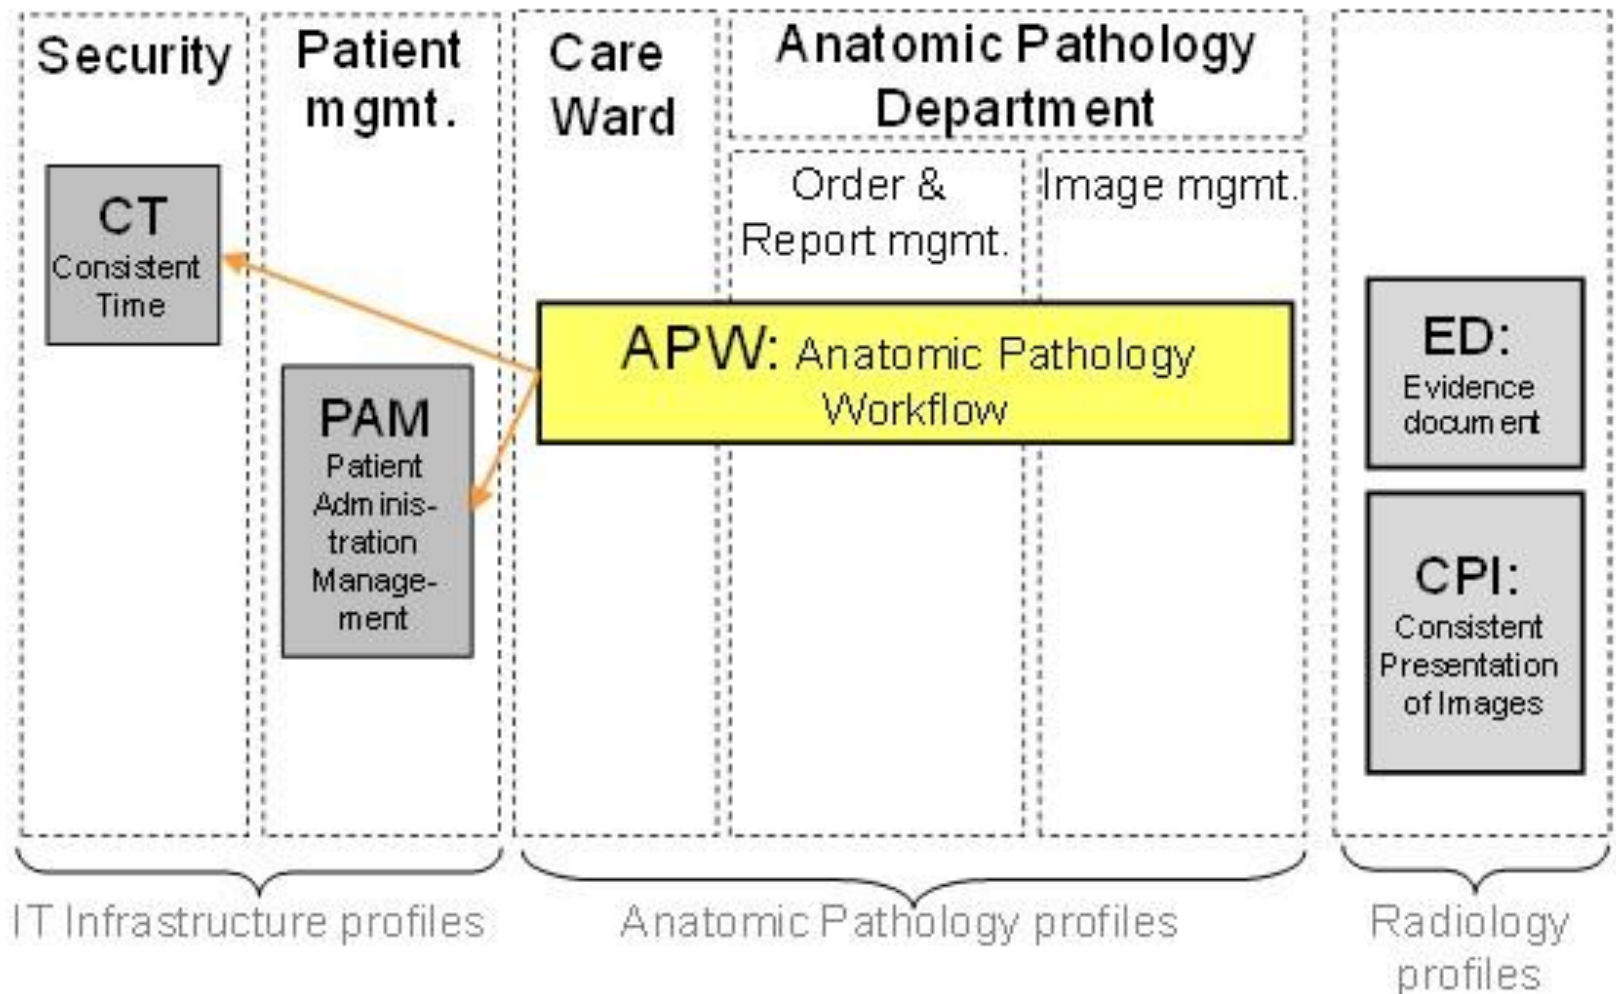 Security
Patient
mgmt.
Care
Ward
Anatomic Pathology
Department
Order &
Report mgmt.
Image mgmt.
CT
Consistent
Time
PAM
Patient
Adminis-
tration
Manage-
ment
APW: Anatomic Pathology
Workflow
ED:
Evidence
document
CPI:
Consistent
Presentation
of Images
IT Infrastructure profiles
Anatomic Pathology profiles
Radiology
profiles